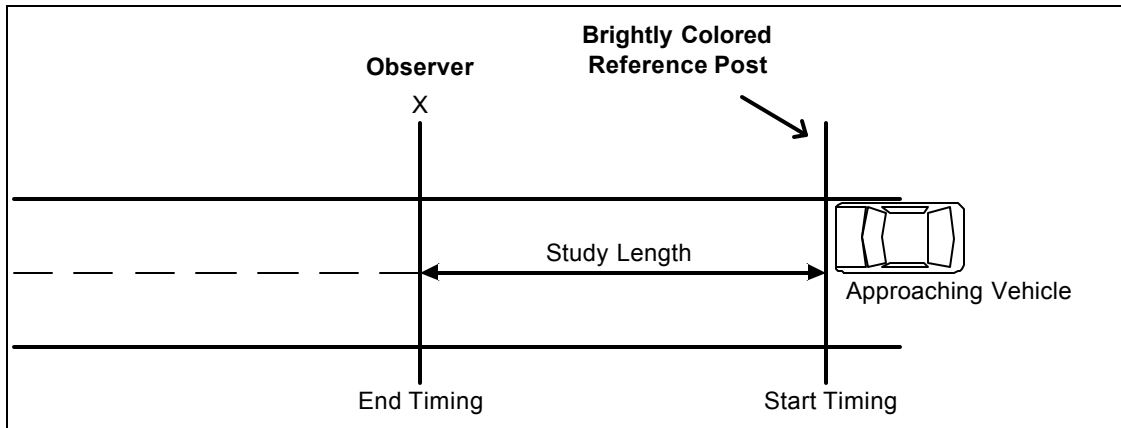 Brightly Colored
Reference Post
Observer
X
Study Length
Approaching Vehicle
End Timing
Start Timing